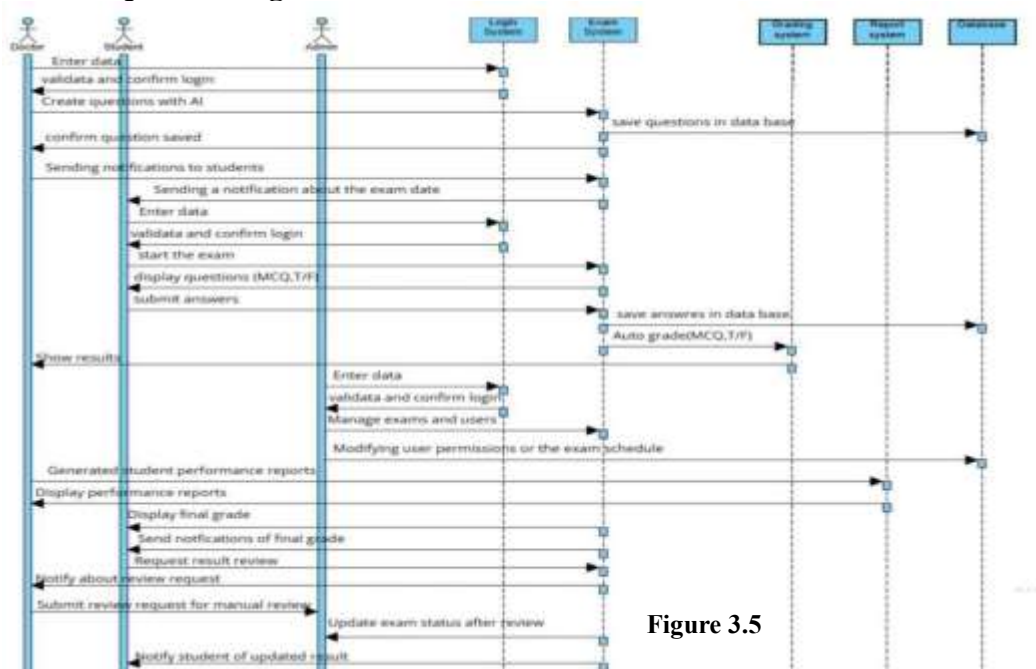 Doctor
Student
Admin
Login
System
Exam
System
Grading
system
Report
system
Database
Enter data
validata and confirm login
Create questions with AI
save questions in data base
confirm question saved
Sending notifications to students
Sending a notification about the exam date
Enter data
validata and confirm login
start the exam
display questions (MCQ,T/F)
submit answers
save answres in data base
Auto grade(MCQ,T/F)
Show results
Enter data
validata and confirm login
Manage exams and users
Modifying user permissions or the exam schedule
Generated student performance reports
Display performance reports
Display final grade
Send notfications of final grade
Request result review
Notify about review request
Submit review request for manual review
Update exam status after review
Figure 3.5
Notify student of updated result